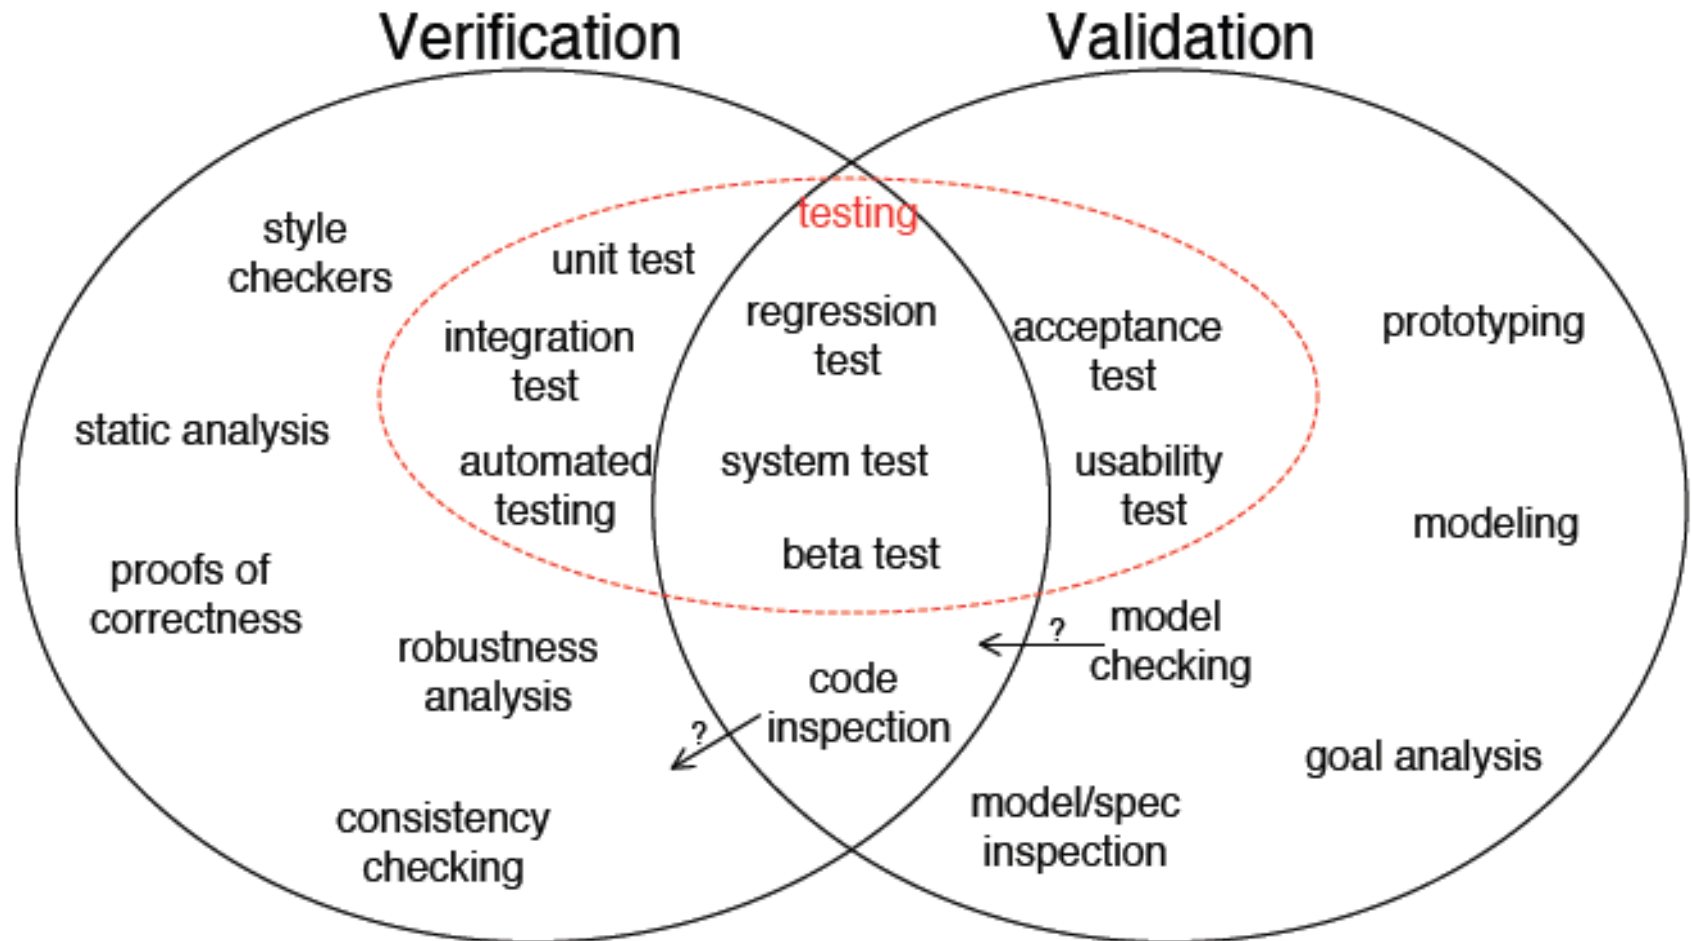 Verification
Validation
testing
style
checkers
unit test
integration
test
static analysis
automated
testing
proofs of
correctness
robustness
analysis
consistency
checking
regression
test
system test
beta test
code
inspection
?
acceptance
test
usability
test
prototyping
modeling
?
model
checking
goal analysis
model/spec
inspection